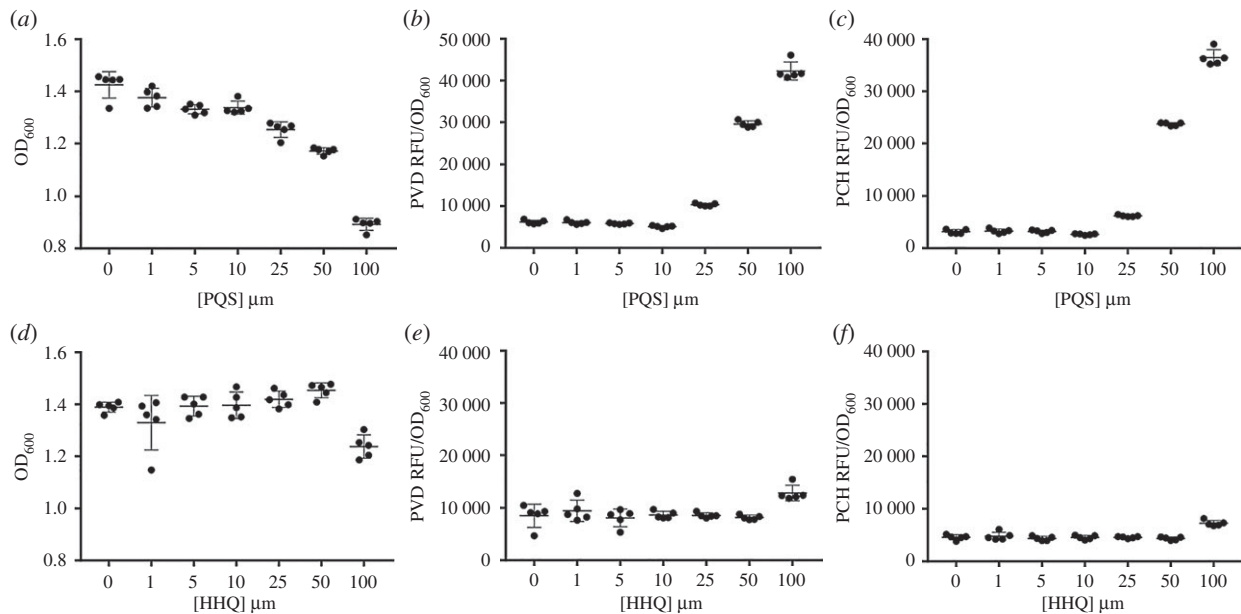 (a)
1.6
1.4
1.2
1.0
0.8
OD600
0 1 5 10 25 50 100
[PQS] µm
(b)
50 000
40 000
30 000
20 000
10 000
0
PVD RFU/OD600
0 1 5 10 25 50 100
[PQS] µm
(c)
40 000
30 000
20 000
10 000
0
PCH RFU/OD600
0 1 5 10 25 50 100
[PQS] µm
(d)
1.6
1.4
1.2
1.0
0.8
OD600
0 1 5 10 25 50 100
[HHQ] µm
(e)
40 000
30 000
20 000
10 000
0
PVD RFU/OD600
0 1 5 10 25 50 100
[HHQ] µm
(f)
40 000
30 000
20 000
10 000
0
PCH RFU/OD600
0 1 5 10 25 50 100
[HHQ] µm